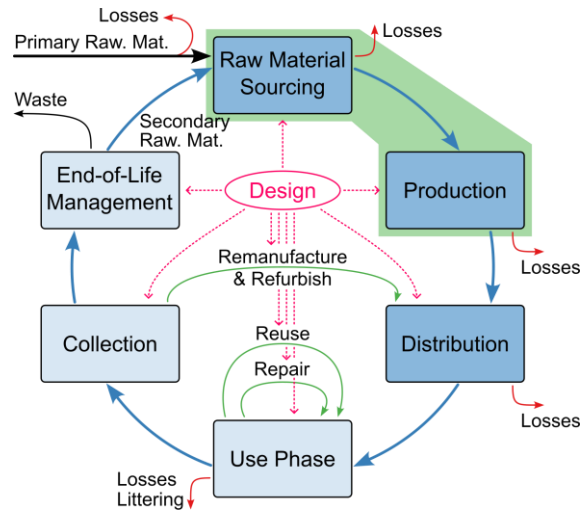 Losses
Primary Raw. Mat.
Losses
Raw Material
Sourcing
Waste
Secondary
Raw. Mat.
End-of-Life
Management
Design
Production
Remanufacture
& Refurbish
Losses
Collection
Reuse
Repair
Distribution
Use Phase
Losses
Losses
Littering